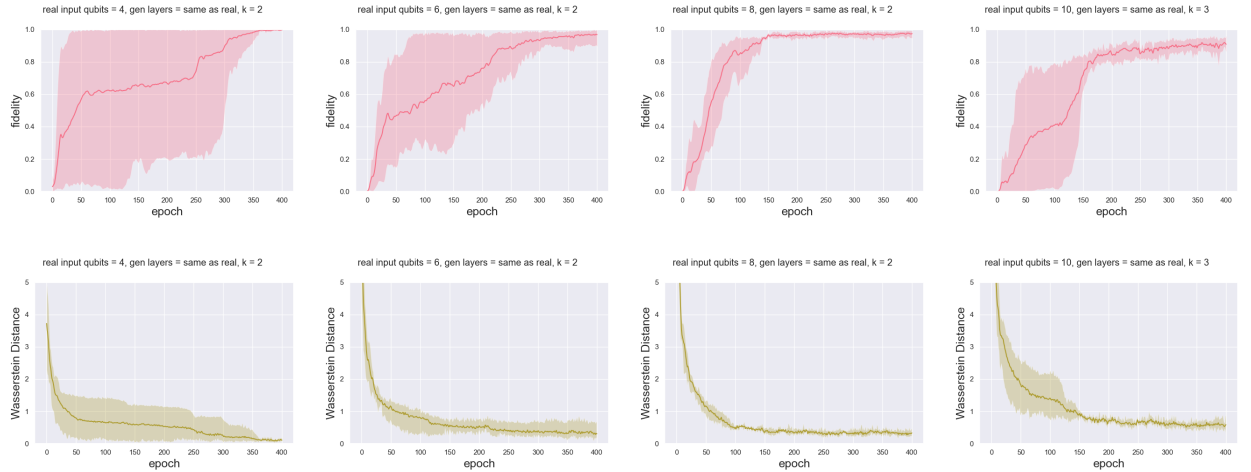 real input qubits = 4, gen layers = same as real, k = 2
real input qubits = 6, gen layers = same as real, k = 2
real input qubits = 8, gen layers = same as real, k = 2
real input qubits = 10, gen layers = same as real, k = 3
1.0
0.8
0.6
0.4
0.2
0.0
fidelity
0 50 100 150 200 250 300 350 400
epoch
1.0
0.8
0.6
0.4
0.2
0.0
fidelity
0 50 100 150 200 250 300 350 400
epoch
1.0
0.8
0.6
0.4
0.2
0.0
fidelity
0 50 100 150 200 250 300 350 400
epoch
1.0
0.8
0.6
0.4
0.2
0.0
fidelity
0 50 100 150 200 250 300 350 400
epoch
real input qubits = 4, gen layers = same as real, k = 2
real input qubits = 6, gen layers = same as real, k = 2
real input qubits = 8, gen layers = same as real, k = 2
real input qubits = 10, gen layers = same as real, k = 3
5
4
3
2
1
0
Wasserstein Distance
0 50 100 150 200 250 300 350 400
epoch
5
4
3
2
1
0
Wasserstein Distance
0 50 100 150 200 250 300 350 400
epoch
5
4
3
2
1
0
Wasserstein Distance
0 50 100 150 200 250 300 350 400
epoch
5
4
3
2
1
0
Wasserstein Distance
0 50 100 150 200 250 300 350 400
epoch